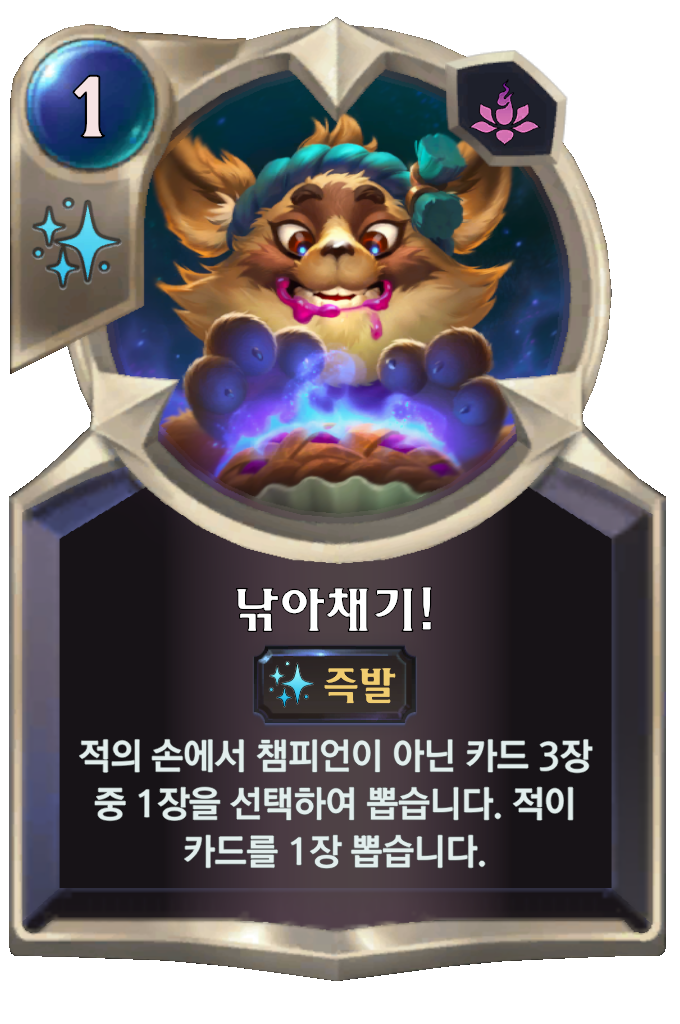 1
낚아채기!
즉발
적의 손에서 챔피언이 아닌 카드 3장
중 1장을 선택하여 뽑습니다. 적이
카드를 1장 뽑습니다.